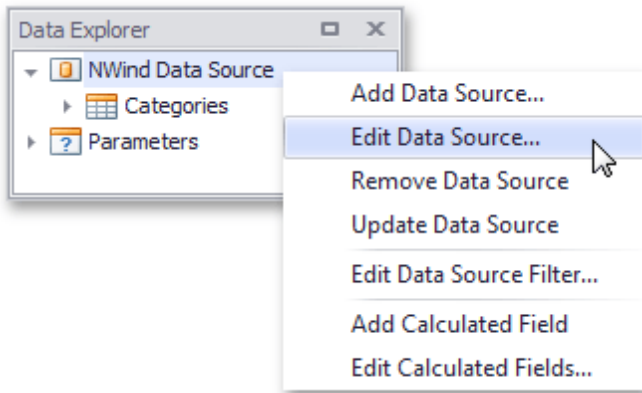 Data Explorer
NWind Data Source
Categories
? Parameters
Add Data Source...
Edit Data Source...
Remove Data Source
Update Data Source
Edit Data Source Filter...
Add Calculated Field
Edit Calculated Fields...